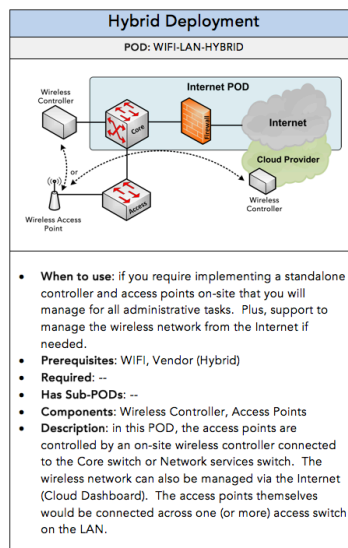 Hybrid Deployment
POD: WIFI-LAN-HYBRID
Internet POD
Wireless
Controller
Core
Firewall
Internet
Cloud Provider
or
Wireless Access
Point
Access
Wireless
Controller
• When to use: if you require implementing a standalone
controller and access points on-site that you will
manage for all administrative tasks. Plus, support to
manage the wireless network from the Internet if
needed.
• Prerequisites: WIFI, Vendor (Hybrid)
• Required: --
• Has Sub-PODs: --
• Components: Wireless Controller, Access Points
• Description: in this POD, the access points are
controlled by an on-site wireless controller connected
to the Core switch or Network services switch. The
wireless network can also be managed via the Internet
(Cloud Dashboard). The access points themselves
would be connected across one (or more) access switch
on the LAN.